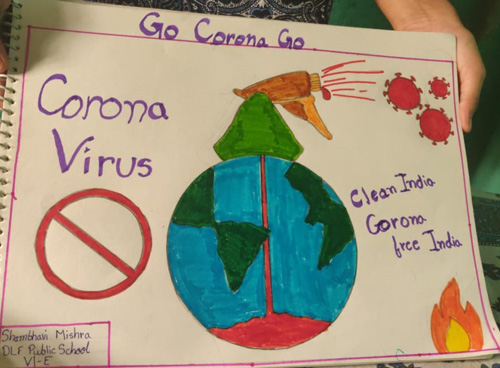 Go Corona Go
Corona
Virus
Clean India
Corona
free India
Shambhavi Mishra
DLF Public School
VI-E